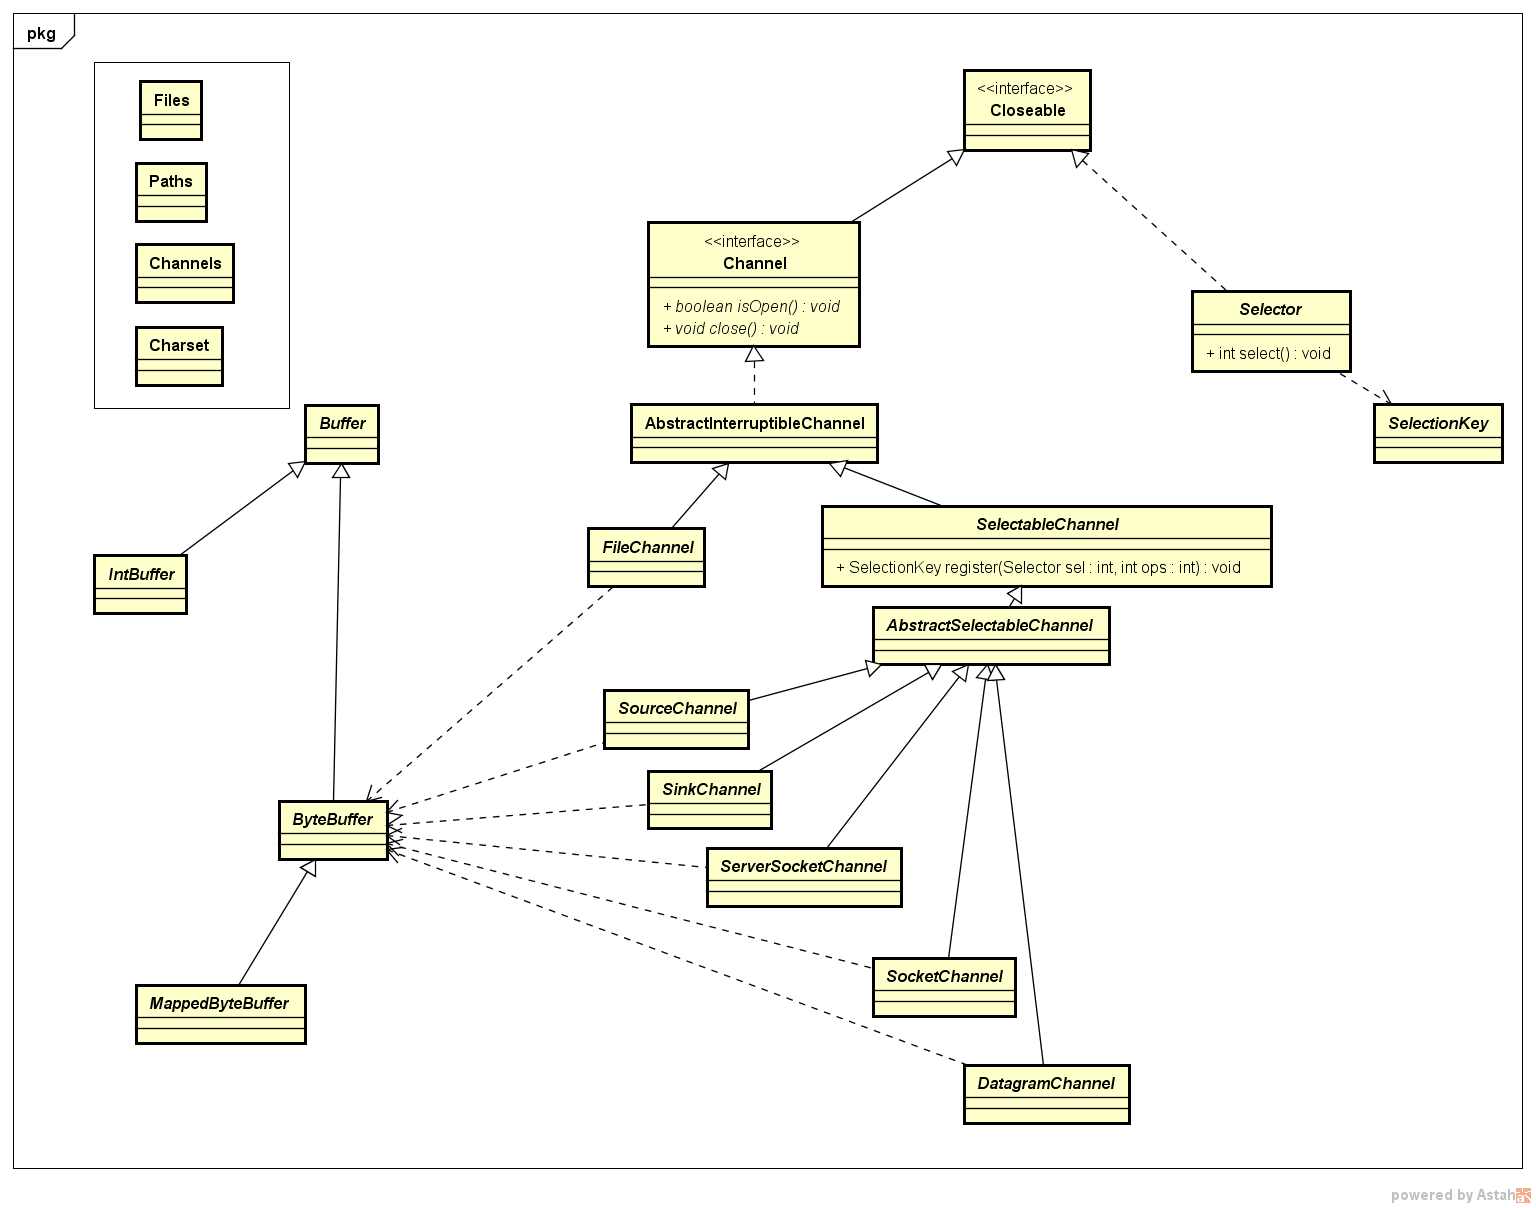 pkg
Files
Paths
Channels
Charset
<<interface>>
Closeable
<<interface>>
Channel
+ boolean isOpen() : void
+ void close() : void
Selector
+ int select() : void
SelectionKey
Buffer
AbstractInterruptibleChannel
IntBuffer
FileChannel
SelectableChannel
+ SelectionKey register(Selector sel : int, int ops : int) : void
AbstractSelectableChannel
SourceChannel
SinkChannel
ByteBuffer
ServerSocketChannel
SocketChannel
MappedByteBuffer
DatagramChannel
powered by Astah